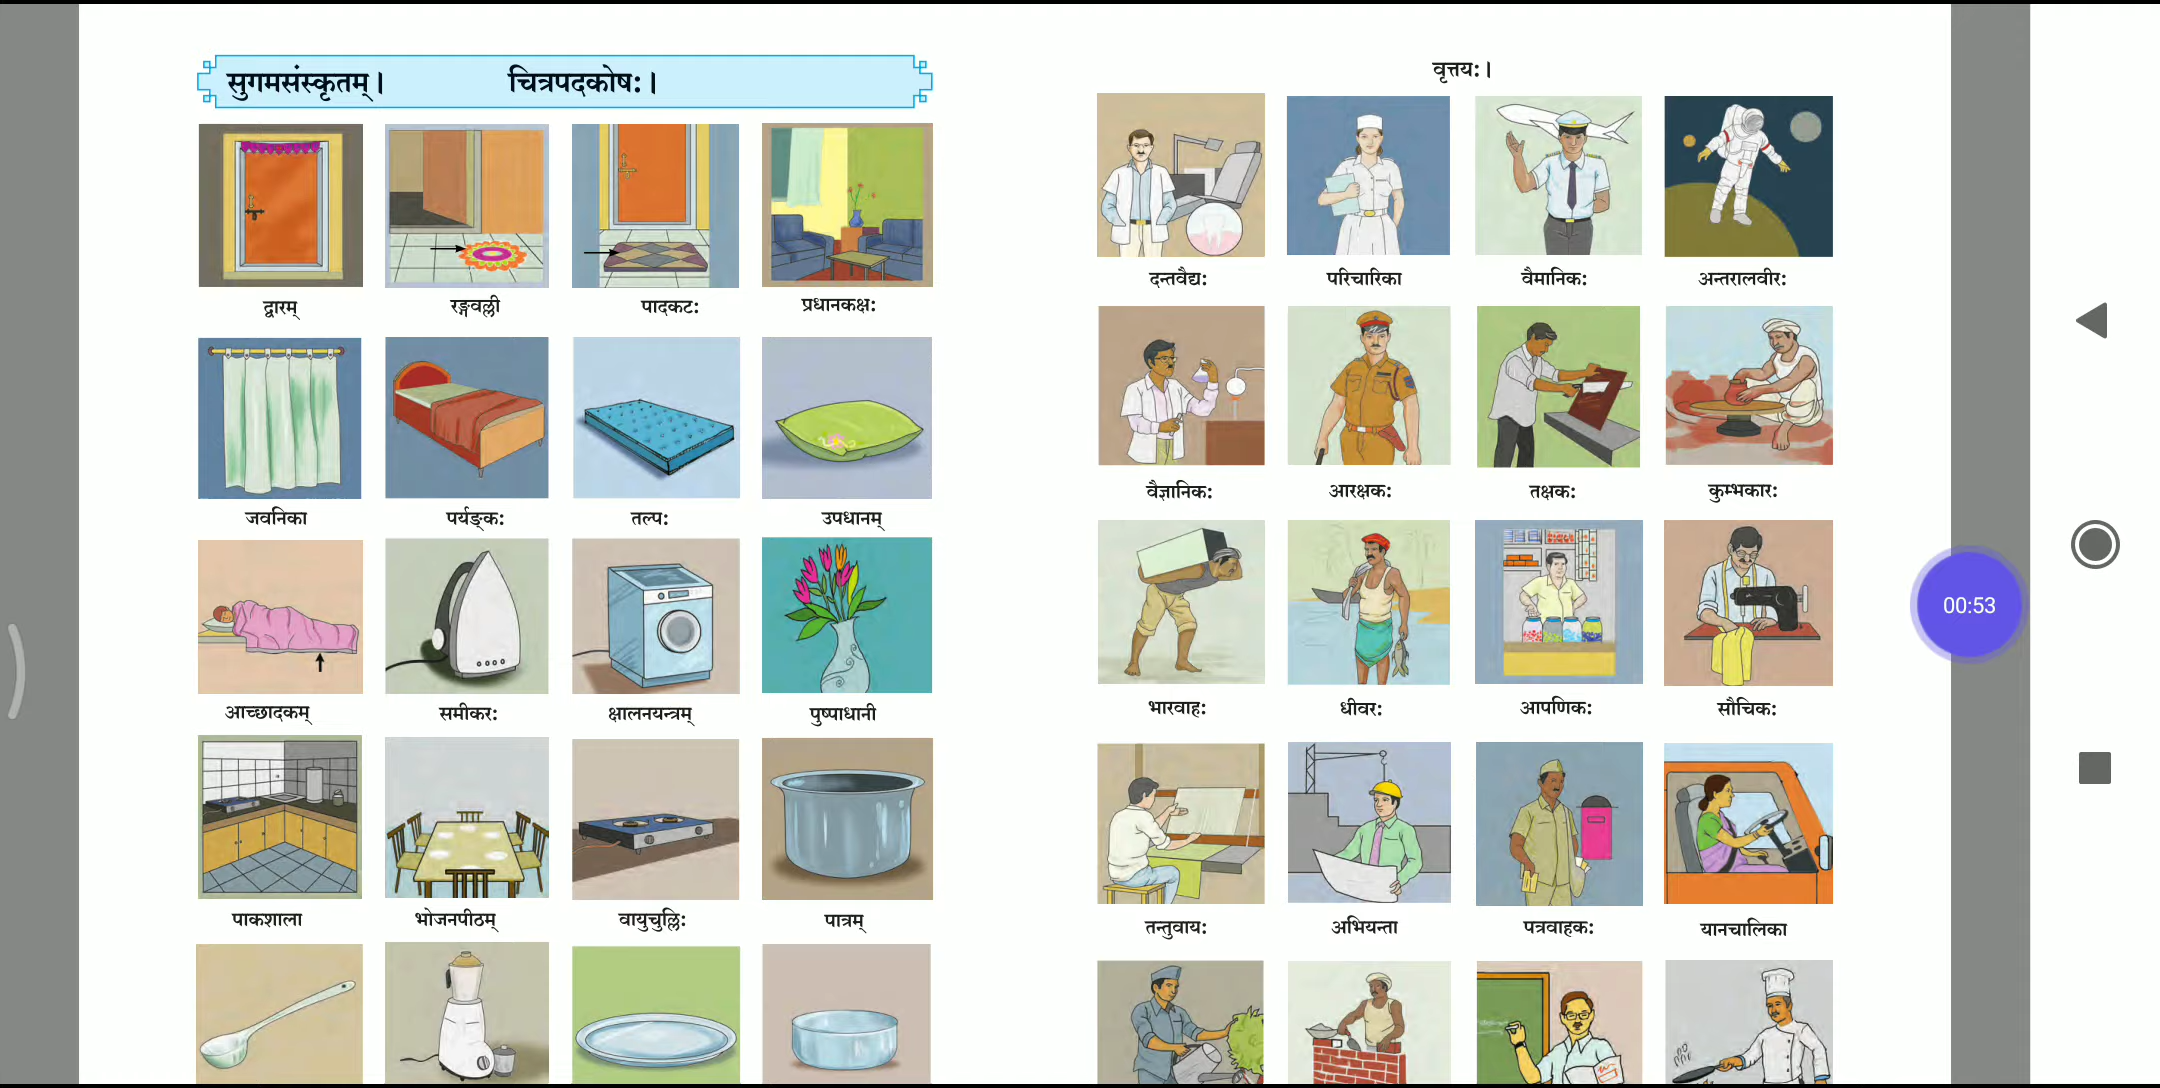 सुगमसंस्कृतम्। चित्रपदकोषः।
द्वारम् रङ्गवल्ली पादकटः प्रधानकक्षः
जवनिका पर्यङ्कः तल्पः उपधानम्
आच्छादकम् समीकरः क्षालनयन्त्रम् पुष्पाधानी
पाकशाला भोजनपीठम् वायुचुल्लिः पात्रम्
वृत्तयः।
दन्तवैद्यः परिचारिका वैमानिकः अन्तरालवीरः
वैज्ञानिकः आरक्षकः तक्षकः कुम्भकारः
भारवाहः धीवरः आपणिकः सौचिकः
तन्तुवायः अभियन्ता पत्रवाहकः यानचालिका
00:53